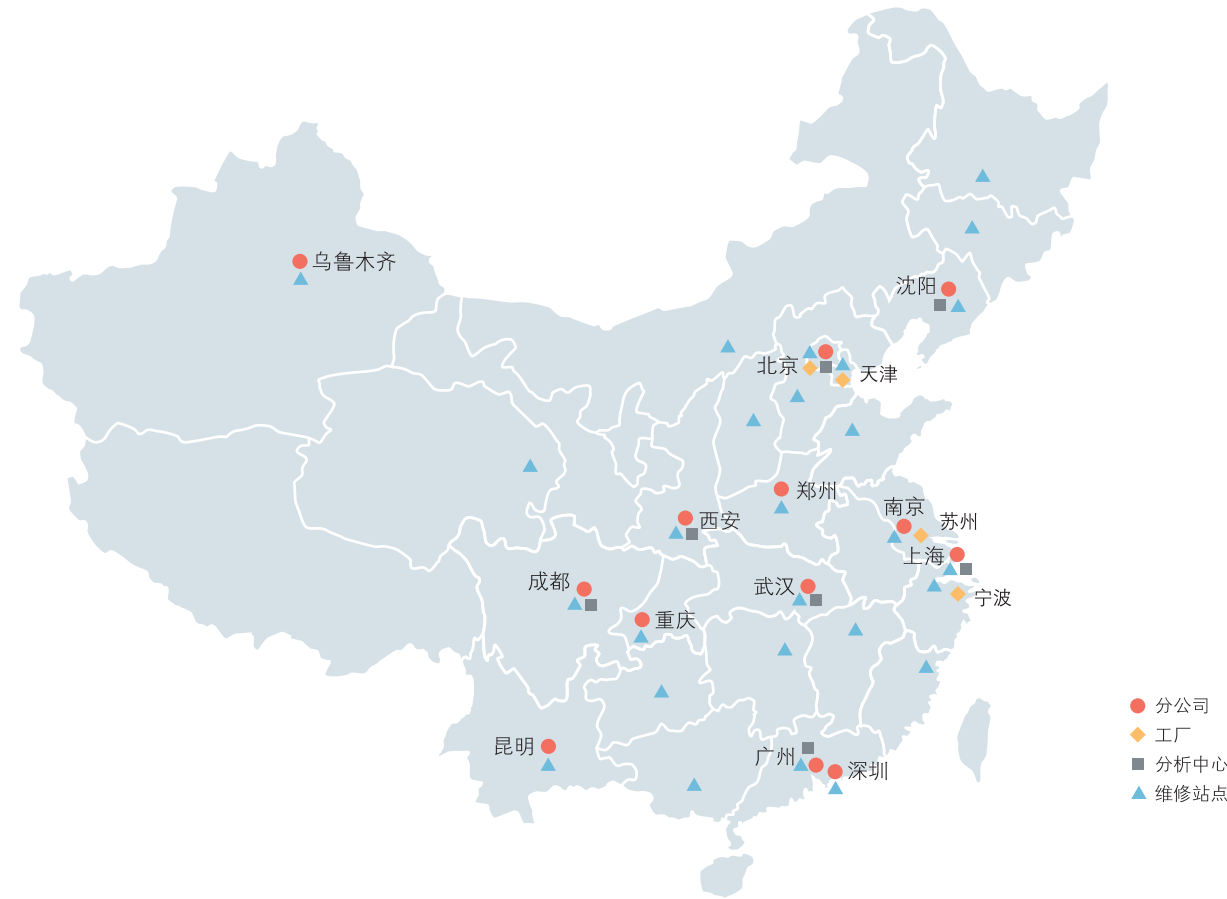 乌鲁木齐
沈阳
北京
天津
郑州
南京
苏州
西安
上海
成都
武汉
宁波
重庆
昆明
广州
深圳
分公司
工厂
分析中心
维修站点